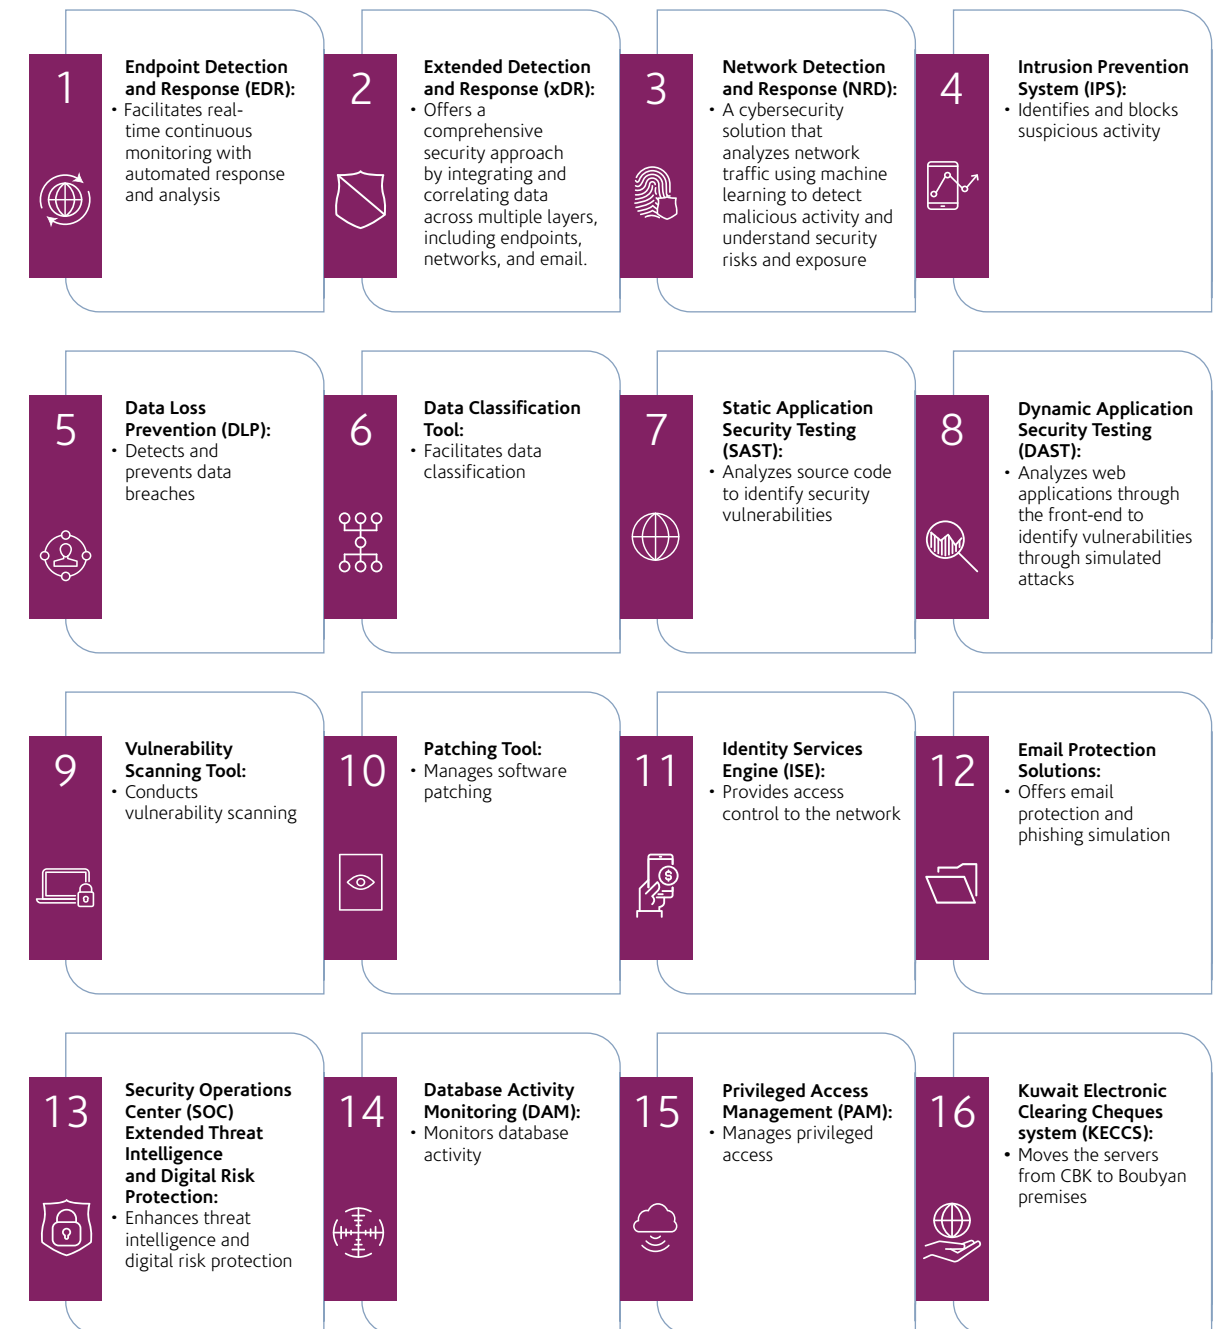 1
Endpoint Detection
and Response (EDR):
• Facilitates real-
time continuous
monitoring with
automated response
and analysis
2
Extended Detection
and Response (xDR):
• Offers a
comprehensive
security approach
by integrating and
correlating data
across multiple layers,
including endpoints,
networks, and email.
3
Network Detection
and Response (NRD):
• A cybersecurity
solution that
analyzes network
traffic using machine
learning to detect
malicious activity and
understand security
risks and exposure
4
Intrusion Prevention
System (IPS):
• Identifies and blocks
suspicious activity
5
Data Loss
Prevention (DLP):
• Detects and
prevents data
breaches
6
Data Classification
Tool:
• Facilitates data
classification
7
Static Application
Security Testing
(SAST):
• Analyzes source code
to identify security
vulnerabilities
8
Dynamic Application
Security Testing
(DAST):
• Analyzes web
applications through
the front-end to
identify vulnerabilities
through simulated
attacks
9
Vulnerability
Scanning Tool:
• Conducts
vulnerability scanning
10
Patching Tool:
• Manages software
patching
11
Identity Services
Engine (ISE):
• Provides access
control to the network
$
12
Email Protection
Solutions:
• Offers email
protection and
phishing simulation
13
Security Operations
Center (SOC)
Extended Threat
Intelligence
and Digital Risk
Protection:
• Enhances threat
intelligence and
digital risk protection
14
Database Activity
Monitoring (DAM):
• Monitors database
activity
15
Privileged Access
Management (PAM):
• Manages privileged
access
16
Kuwait Electronic
Clearing Cheques
system (KECCS):
• Moves the servers
from CBK to Boubyan
premises